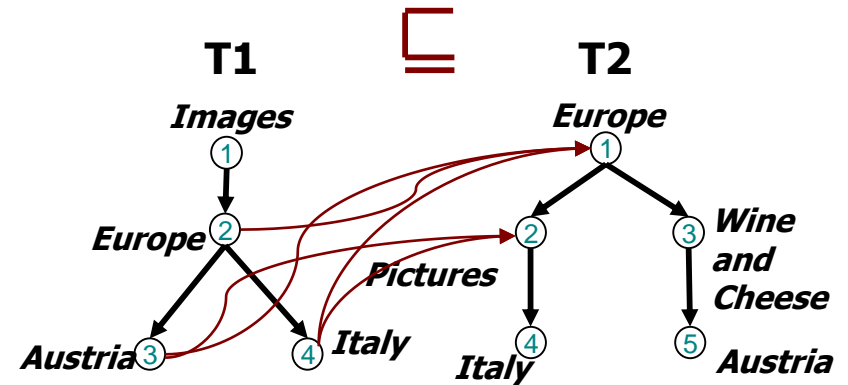 T1
⊑
T2
Images
1
Europe
2
Austria
3
4
Italy
Europe
1
2
Pictures
3
Wine
and
Cheese
4
Italy
5
Austria